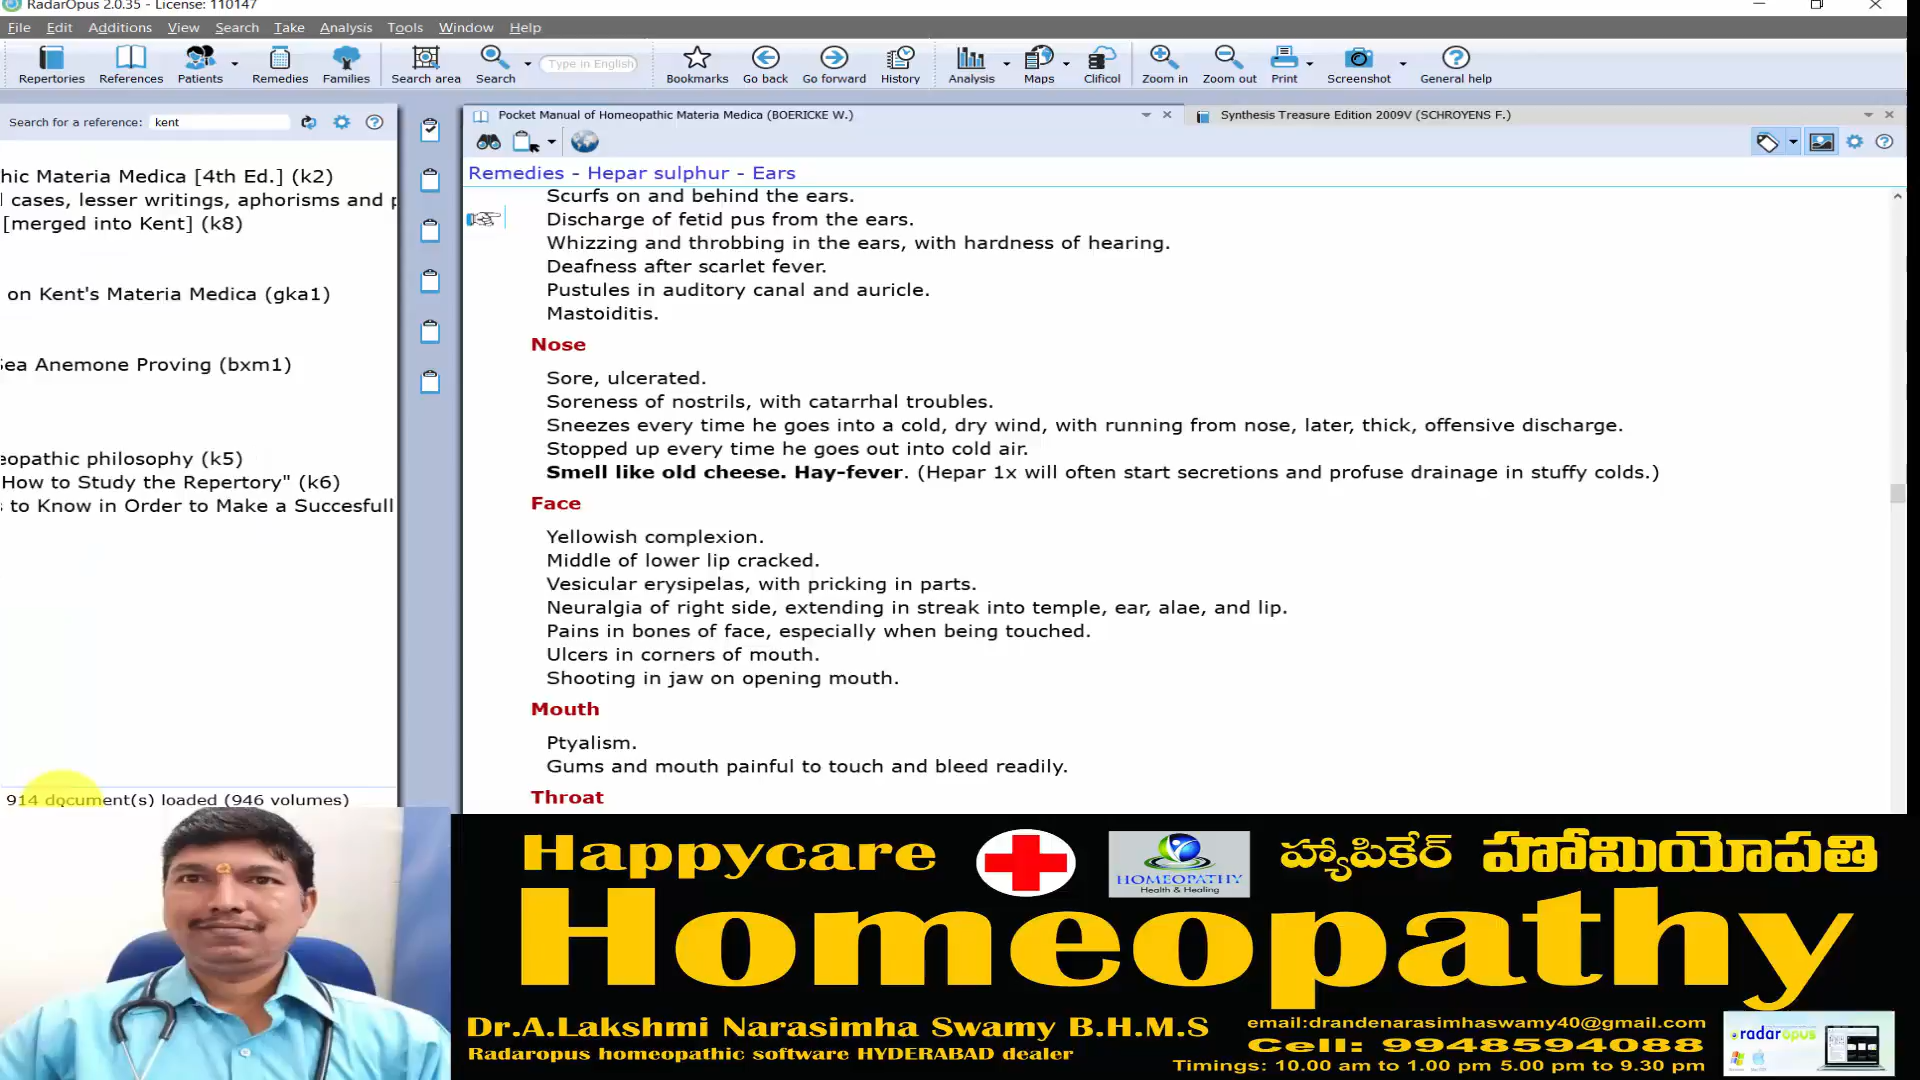 RadarOpus 2.0.35 - License: 110147
File Edit Additions View Search Take Analysis Tools Window Help
Repertories References Patients Remedies Families Search area Search Type in English Bookmarks Go back Go forward History Analysis Maps Clificol Zoom in Zoom out Print Screenshot General help
Search for a reference: kent
Pocket Manual of Homeopathic Materia Medica (BOERICKE W.)
Synthesis Treasure Edition 2009V (SCHROYENS F.)
hic Materia Medica [4th Ed.] (k2)
l cases, lesser writings, aphorisms and p
[merged into Kent] (k8)
on Kent's Materia Medica (gka1)
Sea Anemone Proving (bxm1)
eopathic philosophy (k5)
"How to Study the Repertory" (k6)
s to Know in Order to Make a Succesfull
914 document(s) loaded (946 volumes)
Remedies - Hepar sulphur - Ears
Scurfs on and behind the ears.
Discharge of fetid pus from the ears.
Whizzing and throbbing in the ears, with hardness of hearing.
Deafness after scarlet fever.
Pustules in auditory canal and auricle.
Mastoiditis.
Nose
Sore, ulcerated.
Soreness of nostrils, with catarrhal troubles.
Sneezes every time he goes into a cold, dry wind, with running from nose, later, thick, offensive discharge.
Stopped up every time he goes out into cold air.
Smell like old cheese. Hay-fever. (Hepar 1x will often start secretions and profuse drainage in stuffy colds.)
Face
Yellowish complexion.
Middle of lower lip cracked.
Vesicular erysipelas, with pricking in parts.
Neuralgia of right side, extending in streak into temple, ear, alae, and lip.
Pains in bones of face, especially when being touched.
Ulcers in corners of mouth.
Shooting in jaw on opening mouth.
Mouth
Ptyalism.
Gums and mouth painful to touch and bleed readily.
Throat
Happycare
HOMEOPATHY
Health & Healing
హ్యాపికేర్ హోమియోపతి
Homeopathy
Dr.A.Lakshmi Narasimha Swamy B.H.M.S
Radaropus homeopathic software HYDERABAD dealer
email:drandenarasimhaswamy40@gmail.com
Cell: 9948594088
Timings: 10.00 am to 1.00 pm 5.00 pm to 9.30 pm
radaropus